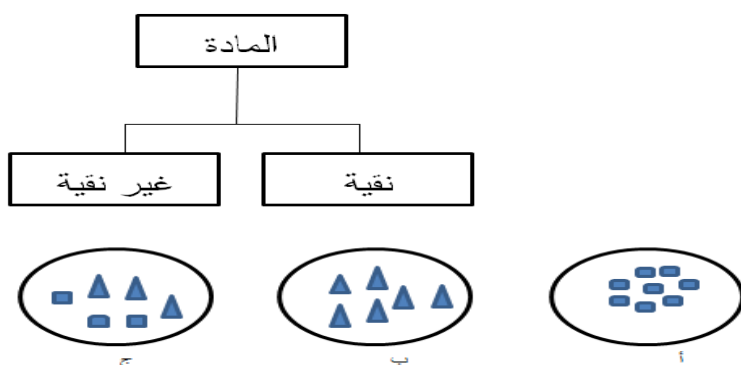 المادة
نقية
غير نقية
أ
ب
ج